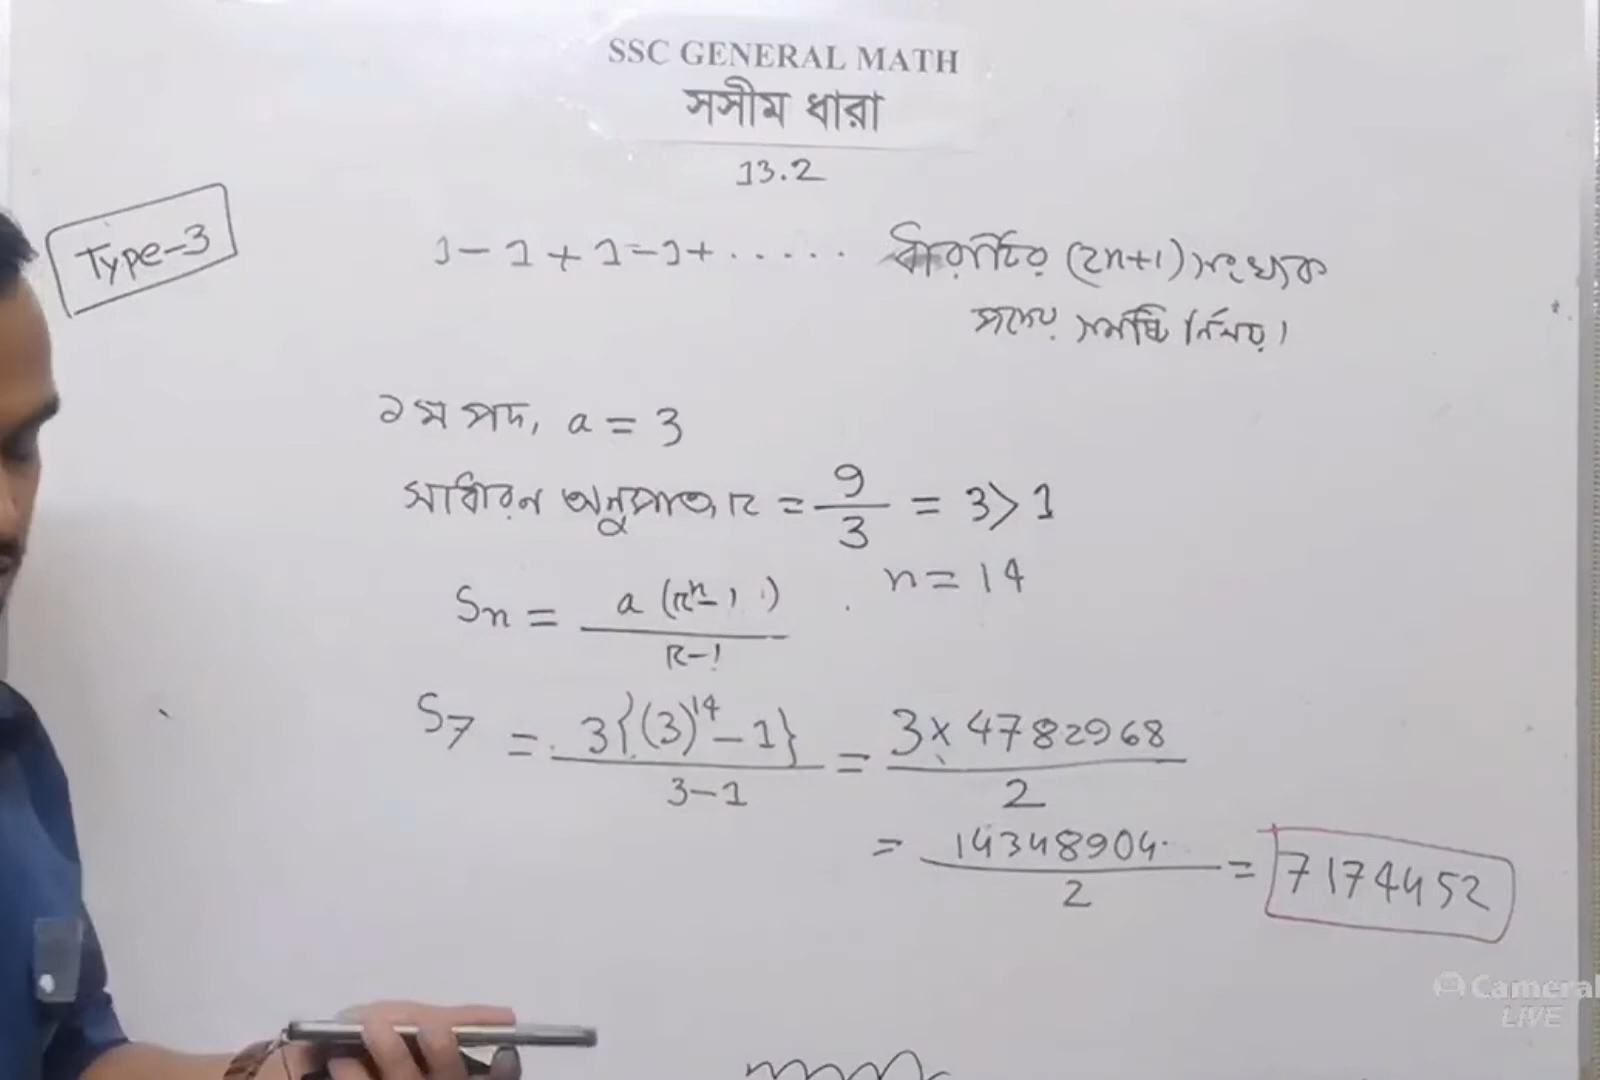 SSC GENERAL MATH
সসীম ধারা
13.2
Type-3
1 - 1 + 1 - 1 + ..... ধারাটির (2n+1) সংখ্যক
পদের সমষ্টি নির্নয়।
১ম পদ, a = 3
সাধারন অনুপাত, r = 9/3 = 3 > 1
n = 14
Sn = a (r^n - 1) / r - 1
S7 = 3{(3)^14 - 1} / 3 - 1 = 3 × 4782968 / 2
= 14348904 / 2 = 7174452
Camera
LIVE